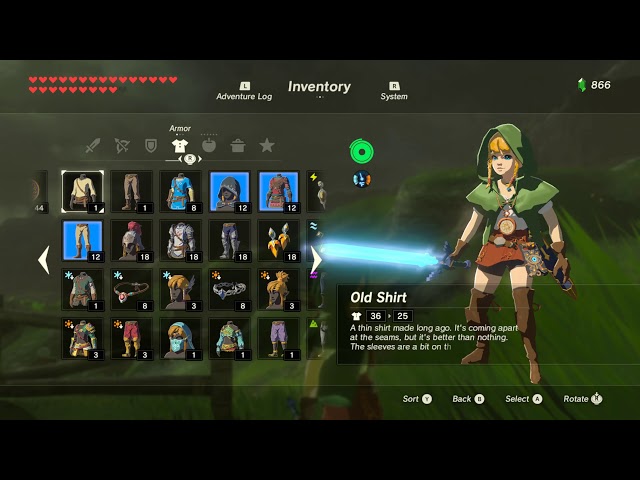 L
R
Inventory
Adventure Log
System
866
Armor
R
44
1
1
8
12
12
12
18
18
18
18
1
8
3
8
3
3
3
1
1
1
Old Shirt
36 ▸ 25
A thin shirt made long ago. It's coming apart
at the seams, but it's better than nothing.
The sleeves are a bit on th
Sort Y
Back B
Select A
Rotate R